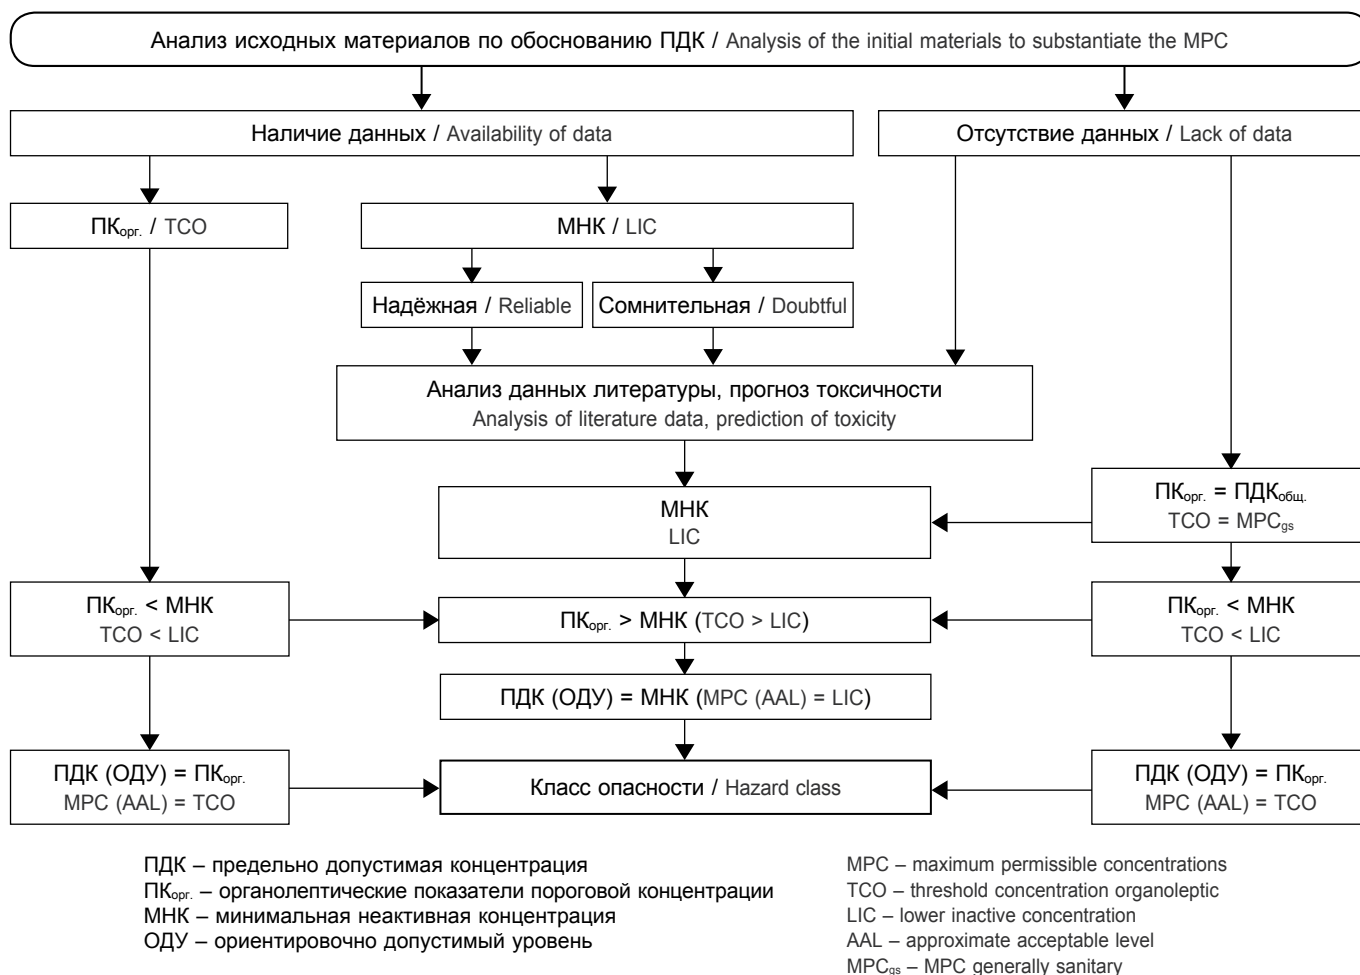 Анализ исходных материалов по обоснованию ПДК / Analysis of the initial materials to substantiate the MPC
Наличие данных / Availability of data
Отсутствие данных / Lack of data
ПКорг. / TCO
МНК / LIC
Надёжная / Reliable
Сомнительная / Doubtful
Анализ данных литературы, прогноз токсичности
Analysis of literature data, prediction of toxicity
МНК
LIC
ПКорг. = ПДКобщ.
TCO = MPCgs
ПКорг. < МНК
TCO < LIC
ПКорг. > МНК (TCO > LIC)
ПКорг. < МНК
TCO < LIC
ПДК (ОДУ) = МНК (MPC (AAL) = LIC)
ПДК (ОДУ) = ПКорг.
MPC (AAL) = TCO
Класс опасности / Hazard class
ПДК (ОДУ) = ПКорг.
MPC (AAL) = TCO
ПДК – предельно допустимая концентрация
ПКорг. – органолептические показатели пороговой концентрации
МНК – минимальная неактивная концентрация
ОДУ – ориентировочно допустимый уровень
MPC – maximum permissible concentrations
TCO – threshold concentration organoleptic
LIC – lower inactive concentration
AAL – approximate acceptable level
MPCgs – MPC generally sanitary